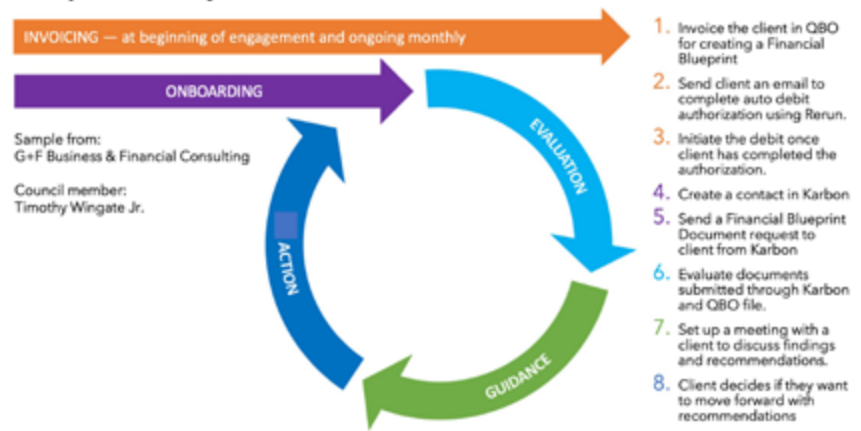 INVOICING — at beginning of engagement and ongoing monthly
ONBOARDING
Sample from:
G+F Business & Financial Consulting
Council member:
Timothy Wingate Jr.
EVALUATION
GUIDANCE
ACTION
1. Invoice the client in QBO
for creating a Financial
Blueprint
2. Send client an email to
complete auto debit
authorization using Rerun.
3. Initiate the debit once
client has completed the
authorization.
4. Create a contact in Karbon
5. Send a Financial Blueprint
Document request to
client from Karbon
6. Evaluate documents
submitted through Karbon
and QBO file.
7. Set up a meeting with a
client to discuss findings
and recommendations.
8. Client decides if they want
to move forward with
recommendations